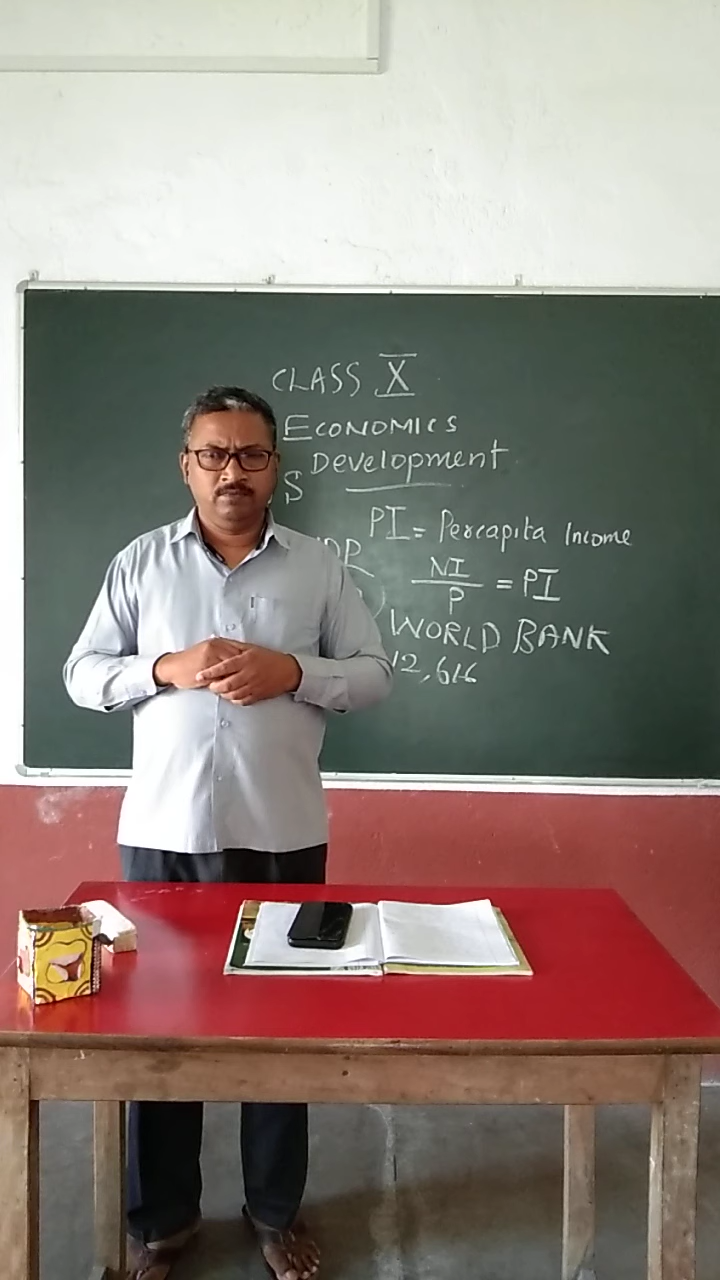 CLASS X
ECONOMICS
Development
S
PI = Percapita Income
NI/P = PI
WORLD BANK
12,616